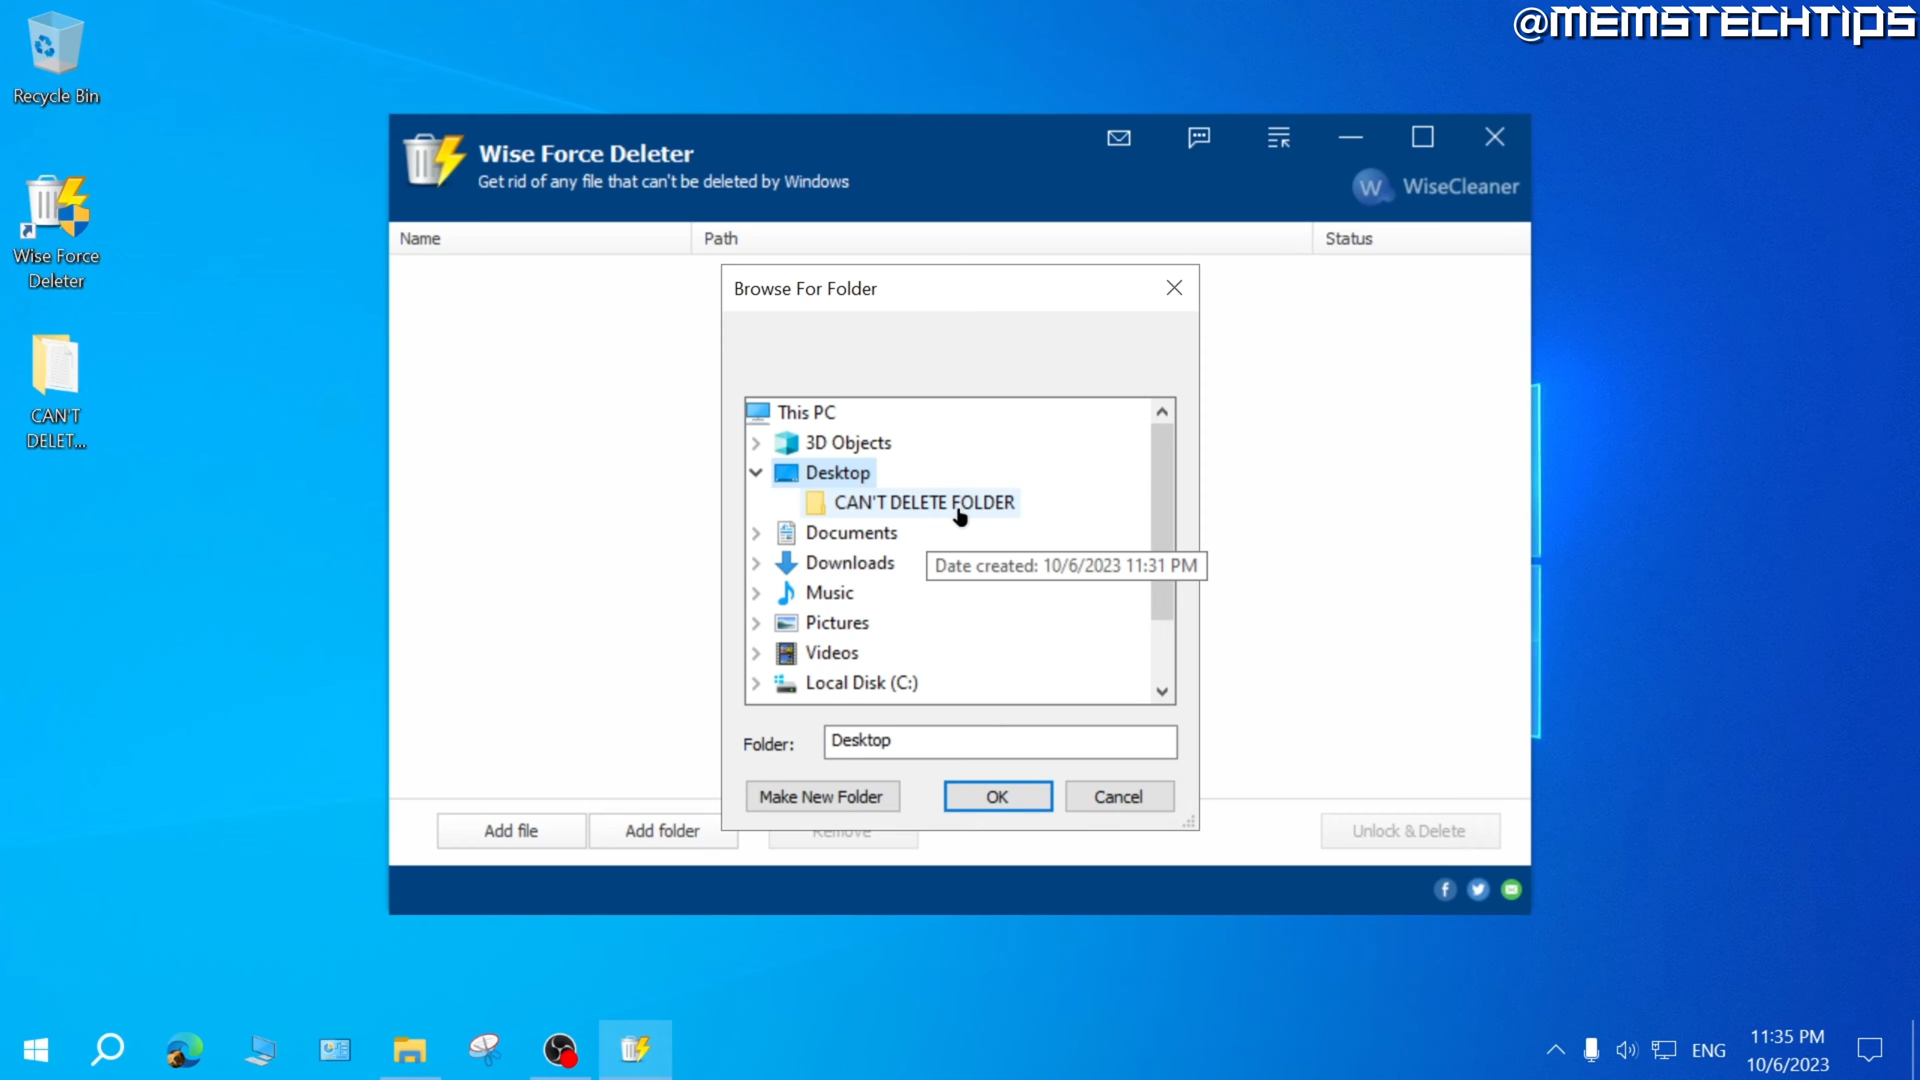 @MEMSTECHTIPS
Recycle Bin
Wise Force
Deleter
CAN'T
DELET...
Wise Force Deleter
Get rid of any file that can't be deleted by Windows
W WiseCleaner
Name Path Status
Browse For Folder
This PC
3D Objects
Desktop
CAN'T DELETE FOLDER
Documents
Downloads
Date created: 10/6/2023 11:31 PM
Music
Pictures
Videos
Local Disk (C:)
Folder: Desktop
Make New Folder OK Cancel
Add file Add folder Remove Unlock & Delete
ENG
11:35 PM
10/6/2023